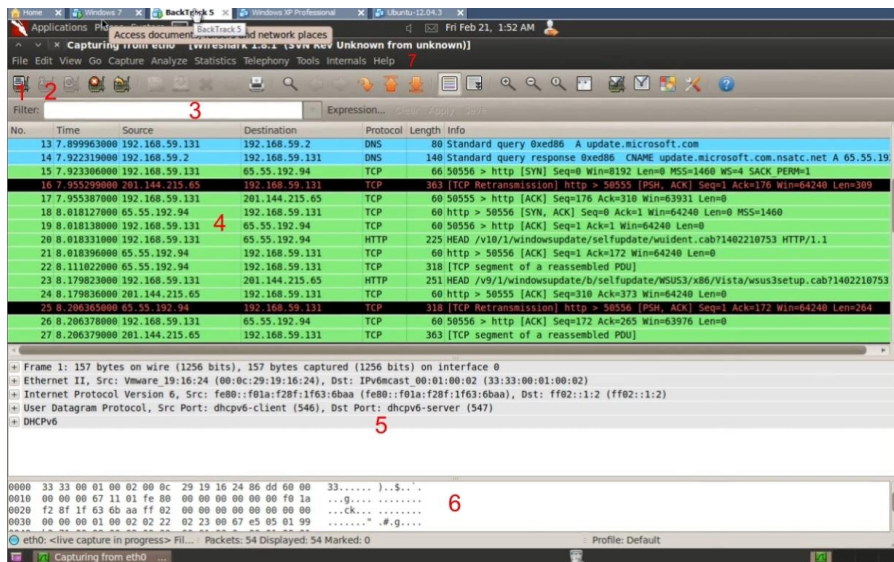 Home Windows 7 BackTrack 5 Windows XP Professional Ubuntu-12.04.3
Applications Fri Feb 21, 1:52 AM
Access documents, folders and network places
BackTrack 5
Capturing from eth0 [Wireshark 1.8.1 (SVN Rev Unknown from unknown)]
File Edit View Go Capture Analyze Statistics Telephony Tools Internals Help 7
1 2
Filter: 3 Expression... Clear Apply Save
No. Time Source Destination Protocol Length Info
13 7.899963000 192.168.59.131 192.168.59.2 DNS 80 Standard query 0xed86 A update.microsoft.com
14 7.922319000 192.168.59.2 192.168.59.131 DNS 140 Standard query response 0xed86 CNAME update.microsoft.com.nsatc.net A 65.55.19
15 7.923306000 192.168.59.131 65.55.192.94 TCP 66 50556 > http [SYN] Seq=0 Win=8192 Len=0 MSS=1460 WS=4 SACK_PERM=1
16 7.955299000 201.144.215.65 192.168.59.131 TCP 363 [TCP Retransmission] http > 50555 [PSH, ACK] Seq=1 Ack=176 Win=64240 Len=309
17 7.955387000 192.168.59.131 201.144.215.65 TCP 60 50555 > http [ACK] Seq=176 Ack=310 Win=63931 Len=0
18 8.018127000 65.55.192.94 192.168.59.131 TCP 60 http > 50556 [SYN, ACK] Seq=0 Ack=1 Win=64240 Len=0 MSS=1460
19 8.018138000 192.168.59.131 65.55.192.94 TCP 60 50556 > http [ACK] Seq=1 Ack=1 Win=64240 Len=0
4
20 8.018331000 192.168.59.131 65.55.192.94 HTTP 225 HEAD /v10/1/windowsupdate/selfupdate/wuident.cab?1402210753 HTTP/1.1
21 8.018396000 65.55.192.94 192.168.59.131 TCP 60 http > 50556 [ACK] Seq=1 Ack=172 Win=64240 Len=0
22 8.111022000 65.55.192.94 192.168.59.131 TCP 318 [TCP segment of a reassembled PDU]
23 8.179823000 192.168.59.131 201.144.215.65 HTTP 251 HEAD /v9/1/windowsupdate/b/selfupdate/WSUS3/x86/Vista/wsus3setup.cab?1402210753
24 8.179836000 201.144.215.65 192.168.59.131 TCP 60 http > 50555 [ACK] Seq=310 Ack=373 Win=64240 Len=0
25 8.206365000 65.55.192.94 192.168.59.131 TCP 318 [TCP Retransmission] http > 50556 [PSH, ACK] Seq=1 Ack=172 Win=64240 Len=264
26 8.206378000 192.168.59.131 65.55.192.94 TCP 60 50556 > http [ACK] Seq=172 Ack=265 Win=63976 Len=0
27 8.379379000 201.144.215.65 192.168.59.131 TCP 363 [TCP segment of a reassembled PDU]
Frame 1: 157 bytes on wire (1256 bits), 157 bytes captured (1256 bits) on interface 0
Ethernet II, Src: Vmware_19:16:24 (00:0c:29:19:16:24), Dst: IPv6mcast_00:01:00:02 (33:33:00:01:00:02)
Internet Protocol Version 6, Src: fe80::f01a:f28f:1f63:6baa (fe80::f01a:f28f:1f63:6baa), Dst: ff02::1:2 (ff02::1:2)
User Datagram Protocol, Src Port: dhcpv6-client (546), Dst Port: dhcpv6-server (547)
DHCPv6
5
0000 33 33 00 01 00 02 00 0c 29 19 16 24 86 dd 60 00 33...... )..$..`.
0010 00 00 00 67 11 01 fe 80 00 00 00 00 00 00 f0 1a ...g.... ........
0020 f2 8f 1f 63 6b aa ff 02 00 00 00 00 00 00 00 00 ...ck... ........
0030 00 00 00 01 00 02 02 22 02 23 00 67 e5 05 01 99 ......." .#.g....
6
eth0: <live capture in progress> Fil... Packets: 54 Displayed: 54 Marked: 0 Profile: Default
Capturing from eth0 ...